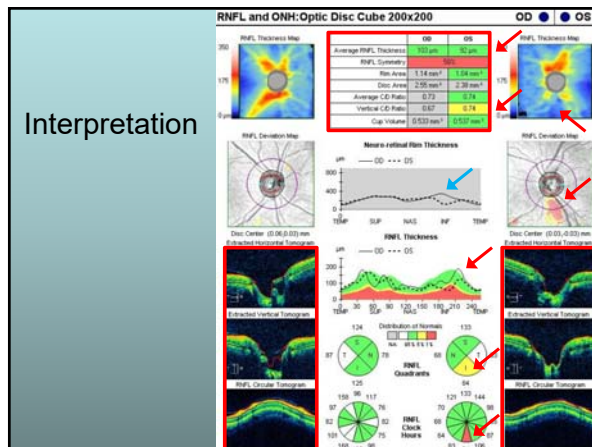 Interpretation
RNFL and ONH:Optic Disc Cube 200x200 OD OS
RNFL Thickness Map
350
175
0 µm
OD OS
Average RNFL Thickness 103 µm 92 µm
RNFL Symmetry 58%
Rim Area 1.14 mm² 1.04 mm²
Disc Area 2.55 mm² 2.38 mm²
Average C/D Ratio 0.73 0.74
Vertical C/D Ratio 0.67 0.74
Cup Volume 0.533 mm³ 0.537 mm³
RNFL Thickness Map
350
175
0 µm
RNFL Deviation Map
Neuro-retinal Rim Thickness
RNFL Deviation Map
µm OD OS
800
400
0
TEMP SUP NAS INF TEMP
Disc Center (0.06,0.03) mm
Disc Center (0.03,-0.03) mm
Extracted Horizontal Tomogram
RNFL Thickness
Extracted Horizontal Tomogram
µm OD OS
200
100
0
0 30 60 90 120 150 180 210 240
TEMP SUP NAS INF TEMP
Extracted Vertical Tomogram
Distribution of Normals
NA 95% 5% 1%
Extracted Vertical Tomogram
124 133
S S
87 T N 78 68 N T
I I
125 84
RNFL
Quadrants
RNFL Circular Tomogram
RNFL Circular Tomogram
RNFL
Clock
Hours
158 96 117
97 76
82 82
101 75
121 133 144
70 98
66
64 67